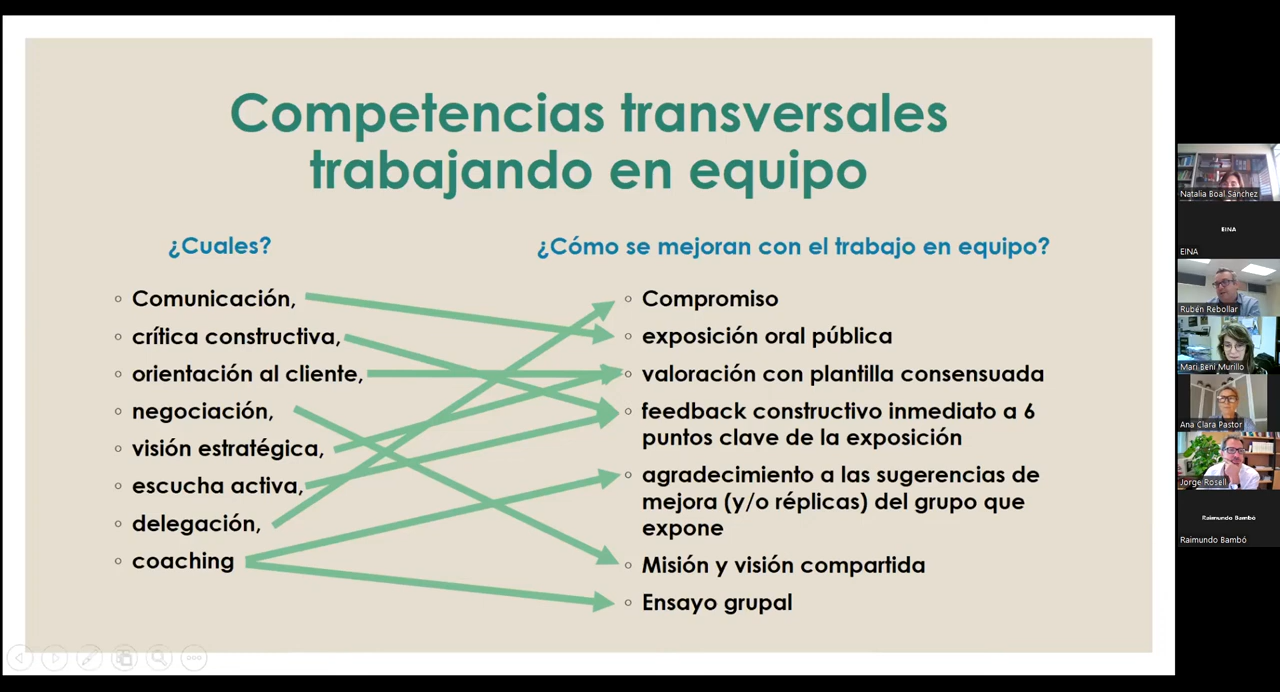 Competencias transversales
trabajando en equipo
¿Cuales?
◦ Comunicación,
◦ crítica constructiva,
◦ orientación al cliente,
◦ negociación,
◦ visión estratégica,
◦ escucha activa,
◦ delegación,
◦ coaching
¿Cómo se mejoran con el trabajo en equipo?
◦ Compromiso
◦ exposición oral pública
◦ valoración con plantilla consensuada
◦ feedback constructivo inmediato a 6
puntos clave de la exposición
◦ agradecimiento a las sugerencias de
mejora (y/o réplicas) del grupo que
expone
◦ Misión y visión compartida
◦ Ensayo grupal
Natalia Boal Sánchez
EINA
EINA
Rubén Rebollar
Mari Beni Murillo
Ana Clara Pastor
Jorge Rosell
Raimundo Bambó
Raimundo Bambó